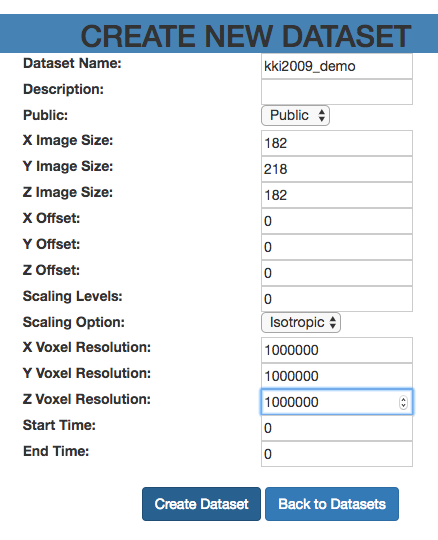 CREATE NEW DATASET
Dataset Name: kki2009_demo
Description:
Public: Public
X Image Size: 182
Y Image Size: 218
Z Image Size: 182
X Offset: 0
Y Offset: 0
Z Offset: 0
Scaling Levels: 0
Scaling Option: Isotropic
X Voxel Resolution: 1000000
Y Voxel Resolution: 1000000
Z Voxel Resolution: 1000000
Start Time: 0
End Time: 0
Create Dataset Back to Datasets